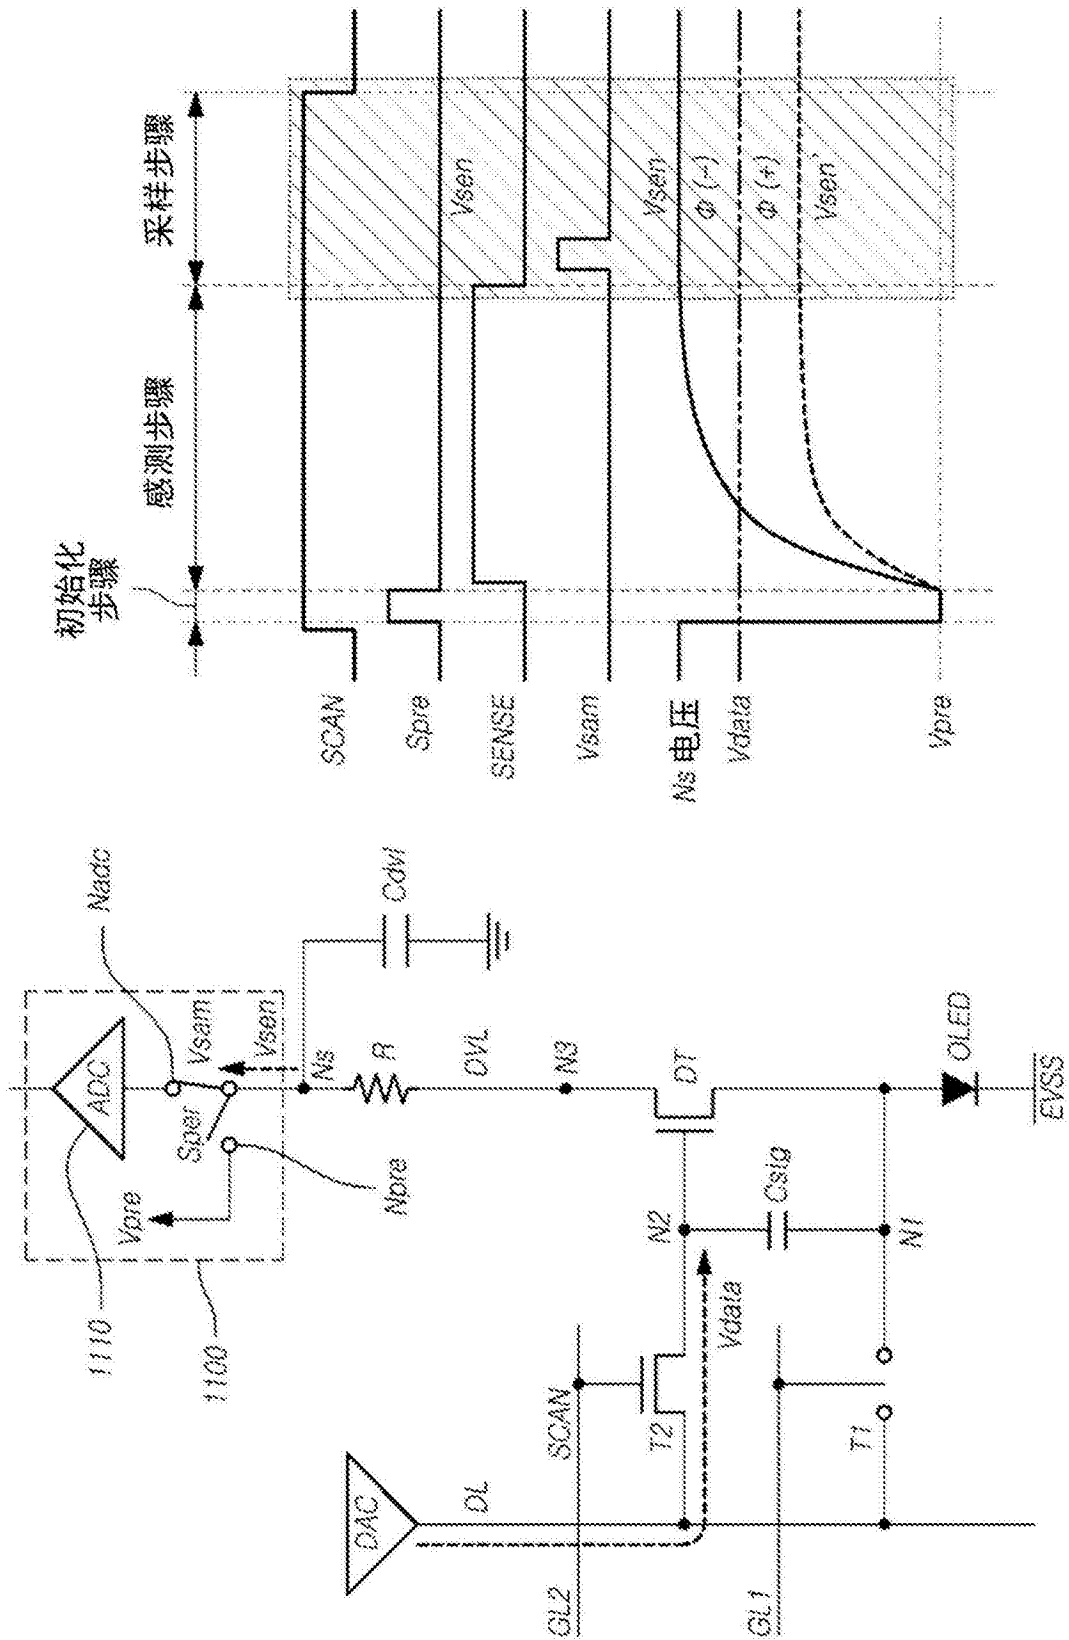 初始化
步骤
感测步骤
采样步骤
SCAN
Spre
Vsen
SENSE
Vsam
Ns 电压
Vsen
Φ (-)
Vdata
Φ (+)
Vsen'
Vpre
1110
1100
Vpre
ADC
Nadc
Sper
Vsam
Vsen
Npre
Ns
Cdvl
R
DVL
N3
DT
DAC
DL
SCAN
GL2
T2
N2
Vdata
Csig
GL1
T1
N1
OLED
EVSS